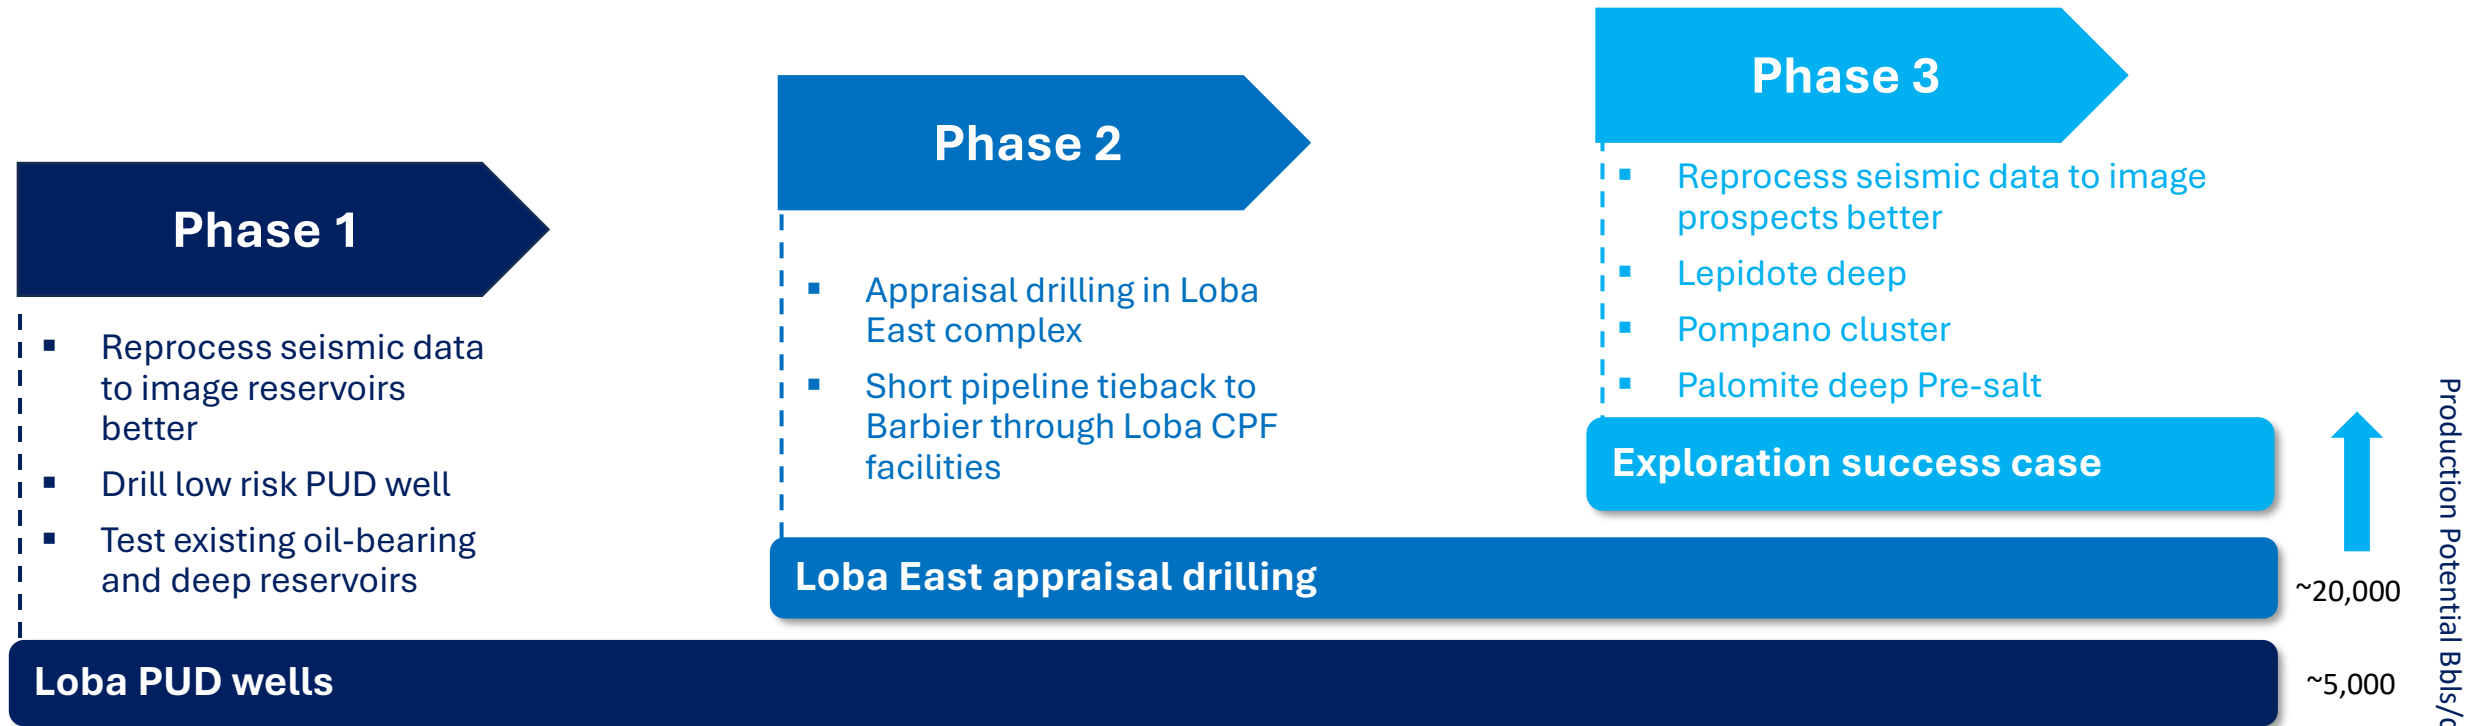 Phase 1
▪ Reprocess seismic data
to image reservoirs
better
▪ Drill low risk PUD well
▪ Test existing oil-bearing
and deep reservoirs
Phase 2
▪ Appraisal drilling in Loba
East complex
▪ Short pipeline tieback to
Barbier through Loba CPF
facilities
Phase 3
▪ Reprocess seismic data to image
prospects better
▪ Lepidote deep
▪ Pompano cluster
▪ Palomite deep Pre-salt
Exploration success case
Loba East appraisal drilling
~20,000
Loba PUD wells
~5,000
Production Potential Bbls/d